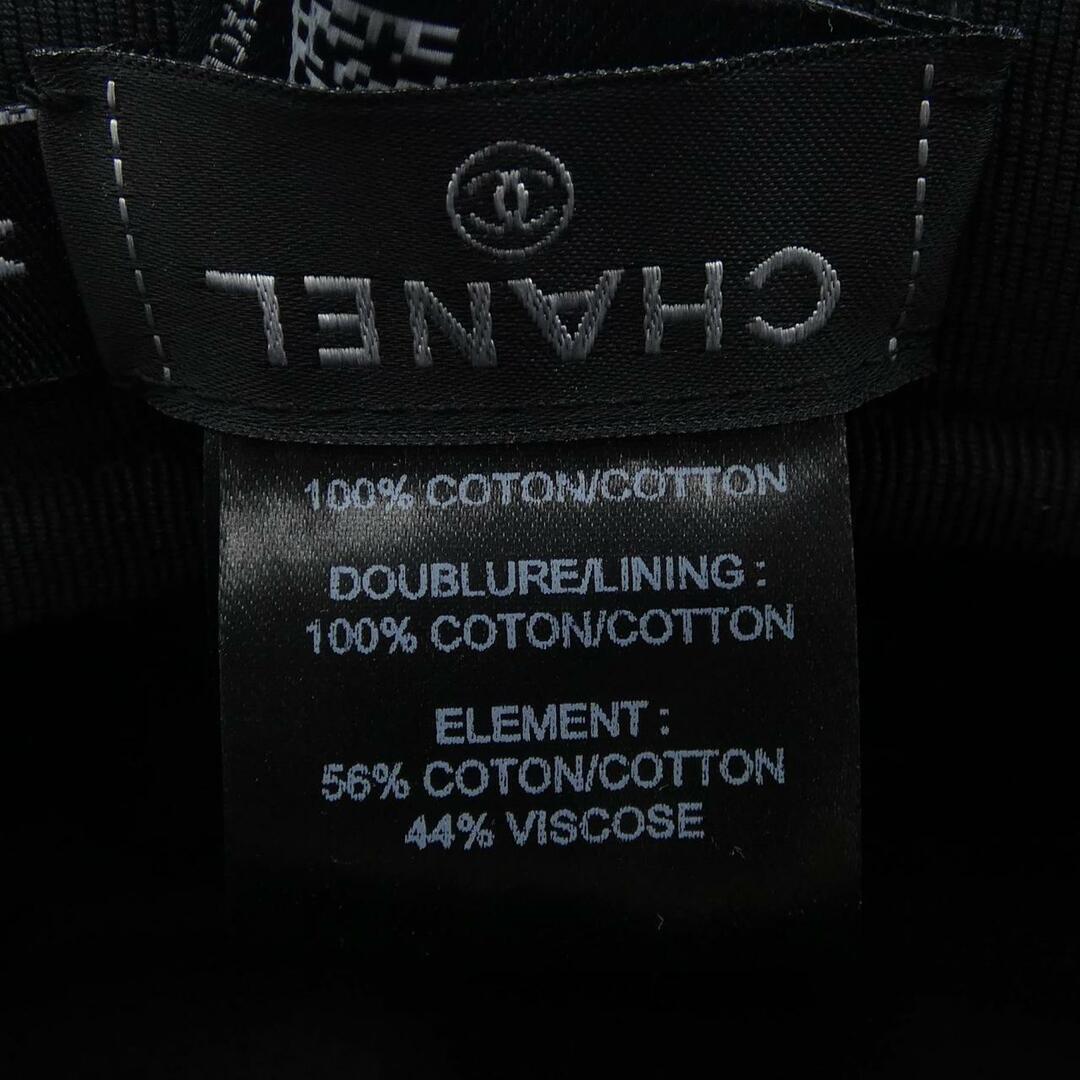 CHANEL
100% COTON/COTTON
DOUBLURE/LINING :
100% COTON/COTTON
ELEMENT :
56% COTON/COTTON
44% VISCOSE